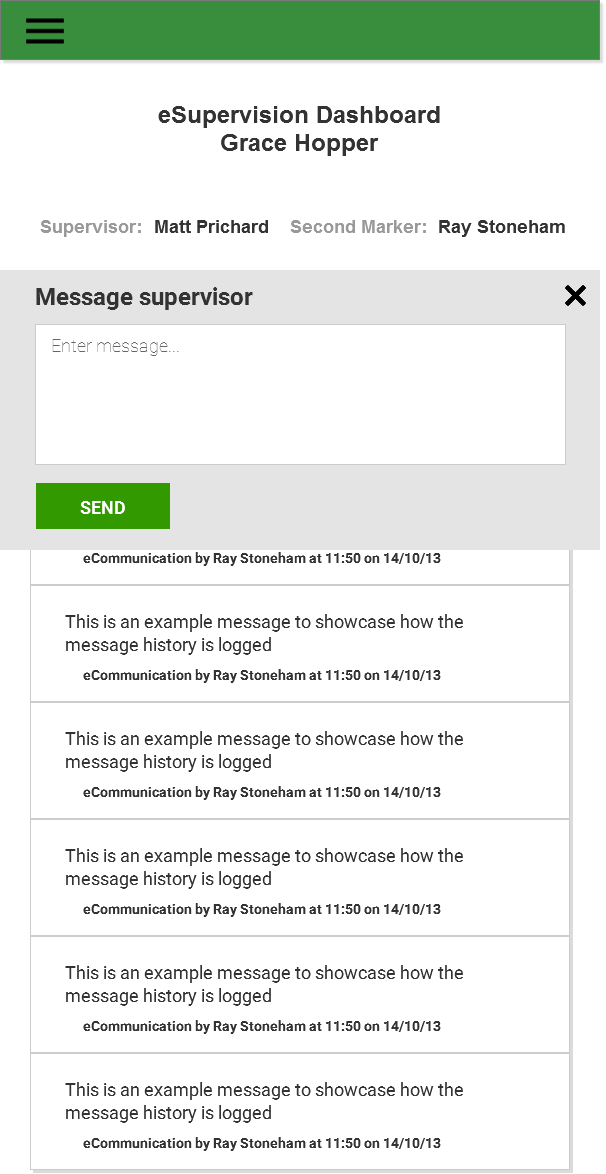 eSupervision Dashboard
Grace Hopper
Supervisor: Matt Prichard Second Marker: Ray Stoneham
Message supervisor
Enter message...
SEND
eCommunication by Ray Stoneham at 11:50 on 14/10/13
This is an example message to showcase how the
message history is logged
eCommunication by Ray Stoneham at 11:50 on 14/10/13
This is an example message to showcase how the
message history is logged
eCommunication by Ray Stoneham at 11:50 on 14/10/13
This is an example message to showcase how the
message history is logged
eCommunication by Ray Stoneham at 11:50 on 14/10/13
This is an example message to showcase how the
message history is logged
eCommunication by Ray Stoneham at 11:50 on 14/10/13
This is an example message to showcase how the
message history is logged
eCommunication by Ray Stoneham at 11:50 on 14/10/13